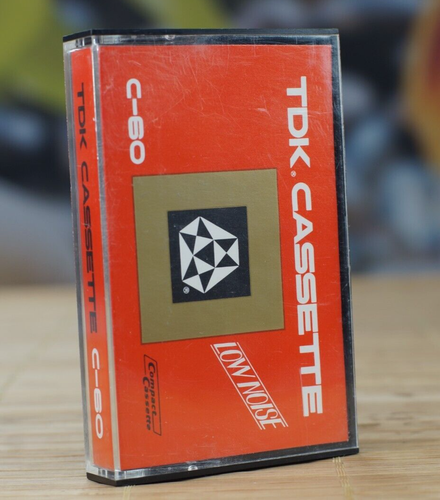 TDK CASSETTE C-60
TDK® CASSETTE
C-60
®
LOW NOISE
Compact
Cassette